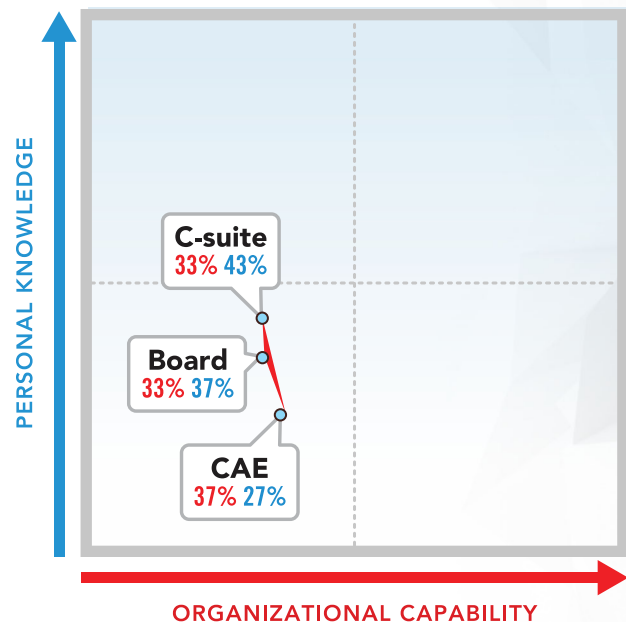 PERSONAL KNOWLEDGE
C-suite
33% 43%
Board
33% 37%
CAE
37% 27%
ORGANIZATIONAL CAPABILITY